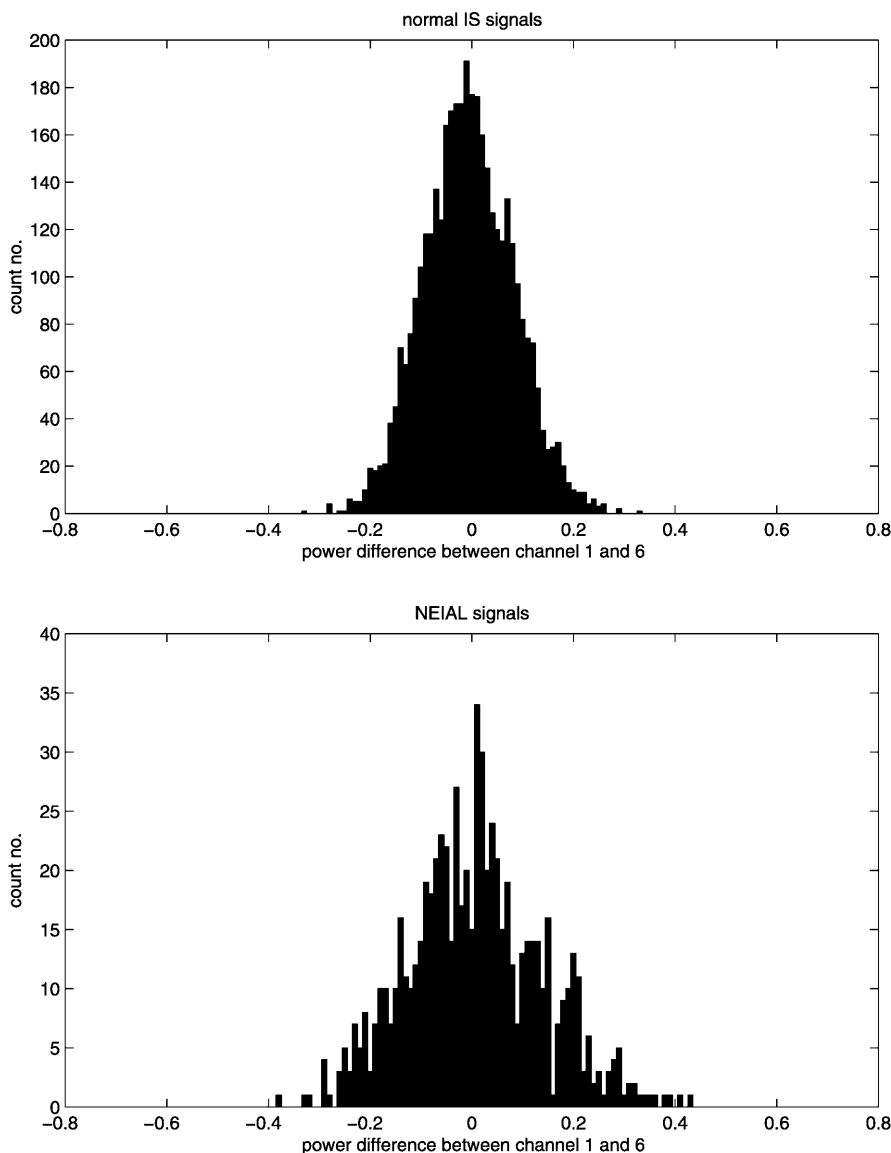 normal IS signals
200
180
160
140
120
100
80
60
40
20
0
count no.
−0.8 −0.6 −0.4 −0.2 0 0.2 0.4 0.6 0.8
power difference between channel 1 and 6
NEIAL signals
40
35
30
25
20
15
10
5
0
count no.
−0.8 −0.6 −0.4 −0.2 0 0.2 0.4 0.6 0.8
power difference between channel 1 and 6